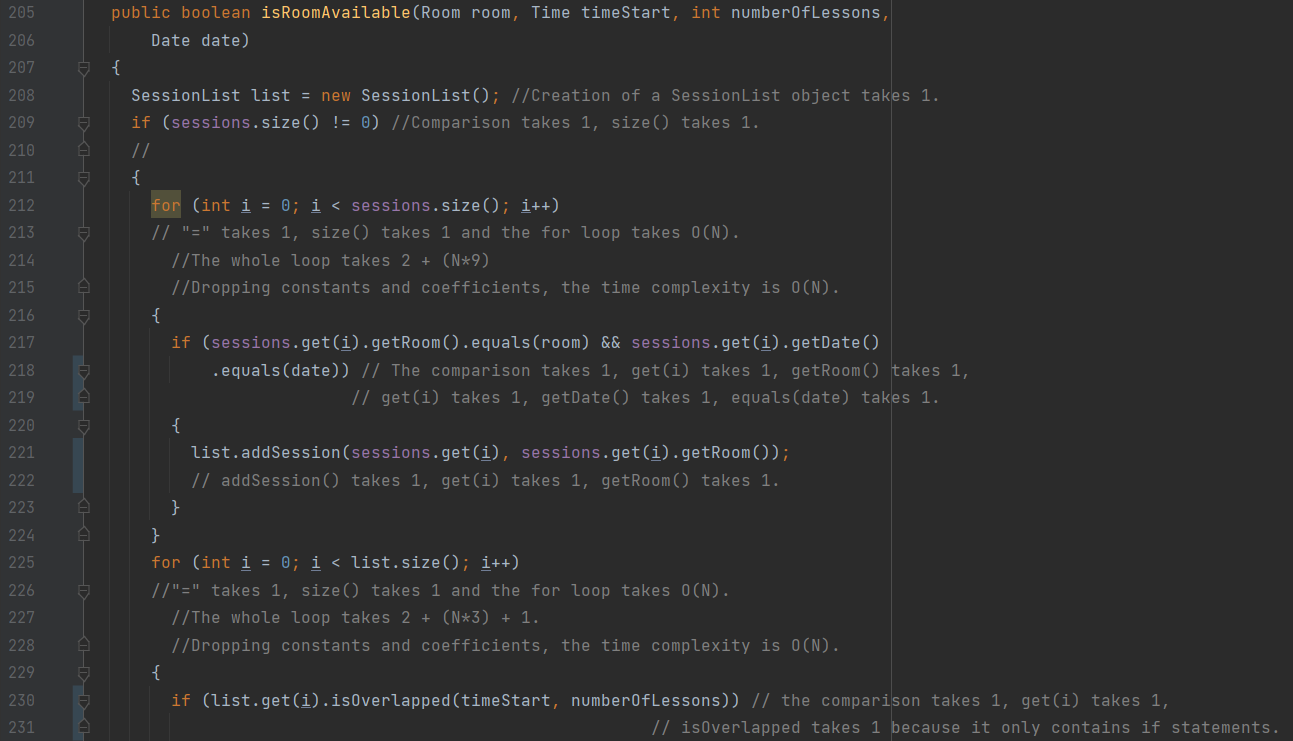 205 public boolean isRoomAvailable(Room room, Time timeStart, int numberOfLessons,
206 Date date)
207 {
208 SessionList list = new SessionList(); //Creation of a SessionList object takes 1.
209 if (sessions.size() != 0) //Comparison takes 1, size() takes 1.
210 //
211 {
212 for (int i = 0; i < sessions.size(); i++)
213 // "=" takes 1, size() takes 1 and the for loop takes O(N).
214 //The whole loop takes 2 + (N*9)
215 //Dropping constants and coefficients, the time complexity is O(N).
216 {
217 if (sessions.get(i).getRoom().equals(room) && sessions.get(i).getDate()
218 .equals(date)) // The comparison takes 1, get(i) takes 1, getRoom() takes 1,
219 // get(i) takes 1, getDate() takes 1, equals(date) takes 1.
220 {
221 list.addSession(sessions.get(i), sessions.get(i).getRoom());
222 // addSession() takes 1, get(i) takes 1, getRoom() takes 1.
223 }
224 }
225 for (int i = 0; i < list.size(); i++)
226 //"=" takes 1, size() takes 1 and the for loop takes O(N).
227 //The whole loop takes 2 + (N*3) + 1.
228 //Dropping constants and coefficients, the time complexity is O(N).
229 {
230 if (list.get(i).isOverlapped(timeStart, numberOfLessons)) // the comparison takes 1, get(i) takes 1,
231 // isOverlapped takes 1 because it only contains if statements.